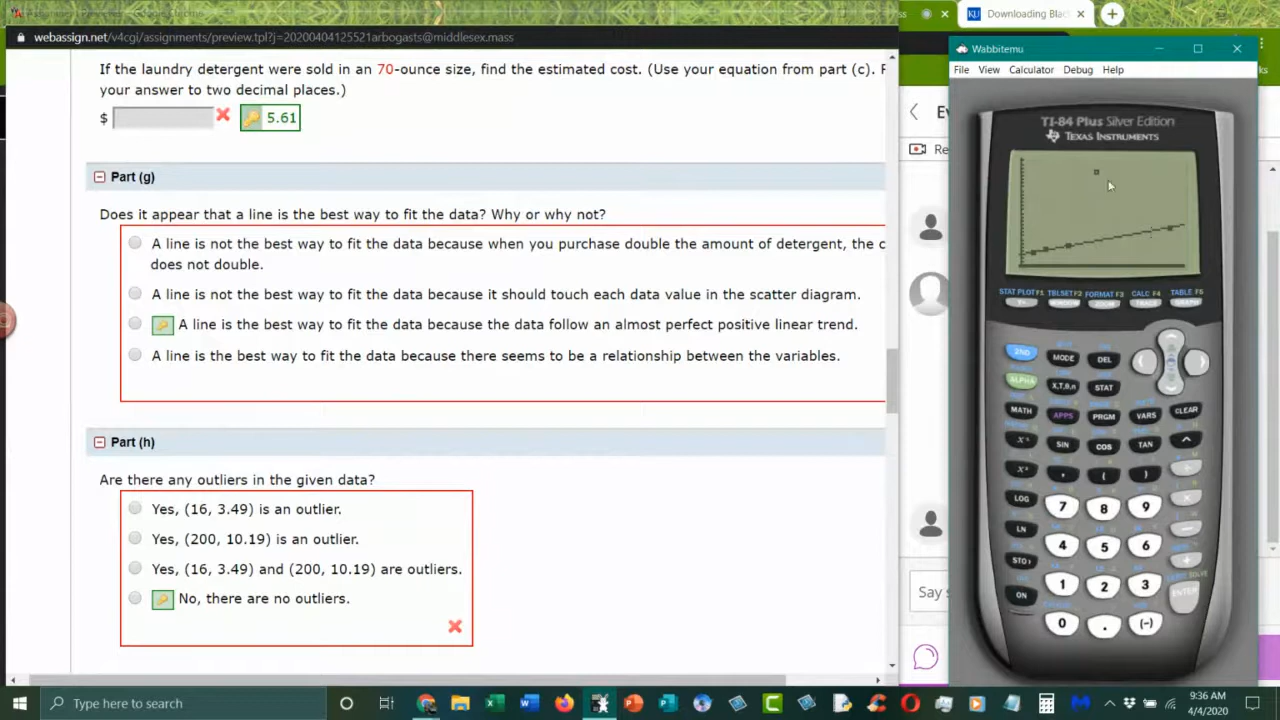 webassign.net/v4cgi/assignments/preview.tpl?j=20200404125521arbogasts@middlesex.mass
KU Downloading Bla
If the laundry detergent were sold in an 70-ounce size, find the estimated cost. (Use your equation from part (c).
your answer to two decimal places.)
$ 5.61
Part (g)
Does it appear that a line is the best way to fit the data? Why or why not?
A line is not the best way to fit the data because when you purchase double the amount of detergent, the c
does not double.
A line is not the best way to fit the data because it should touch each data value in the scatter diagram.
A line is the best way to fit the data because the data follow an almost perfect positive linear trend.
A line is the best way to fit the data because there seems to be a relationship between the variables.
Part (h)
Are there any outliers in the given data?
Yes, (16, 3.49) is an outlier.
Yes, (200, 10.19) is an outlier.
Yes, (16, 3.49) and (200, 10.19) are outliers.
No, there are no outliers.
Re
Say s
Wabbitemu
File View Calculator Debug Help
TI-84 Plus Silver Edition
TEXAS INSTRUMENTS
STAT PLOT F1 TBLSET F2 FORMAT F3 CALC F4 TABLE F5
2ND MODE DEL
ALPHA X,T,θ,n STAT
MATH APPS PRGM VARS CLEAR
SIN COS TAN ^
x² , ( )
LOG 7 8 9
LN 4 5 6
STO 1 2 3
ON 0 . (-) ENTER
Type here to search
9:36 AM
4/4/2020